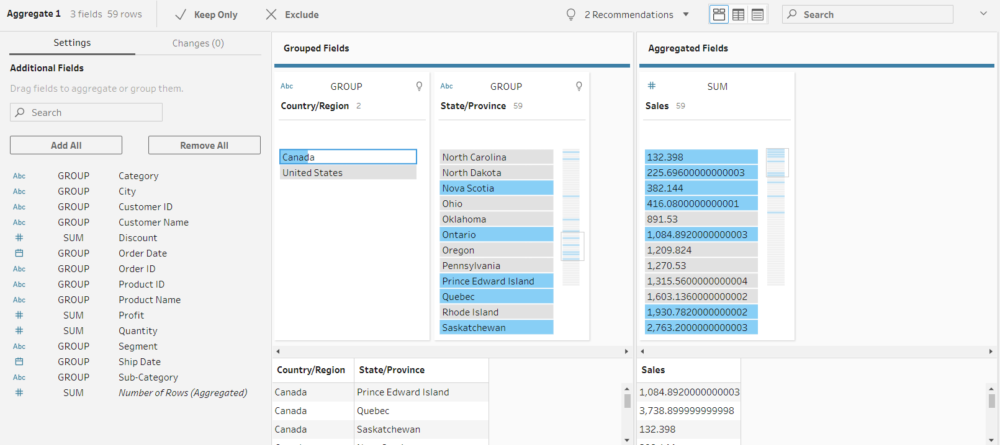 Aggregate 1 3 fields 59 rows Keep Only Exclude 2 Recommendations Search
Settings Changes (0)
Additional Fields
Drag fields to aggregate or group them.
Search
Add All Remove All
Abc GROUP Category
Abc GROUP City
Abc GROUP Customer ID
Abc GROUP Customer Name
# SUM Discount
GROUP Order Date
Abc GROUP Order ID
Abc GROUP Product ID
Abc GROUP Product Name
# SUM Profit
# SUM Quantity
Abc GROUP Segment
GROUP Ship Date
Abc GROUP Sub-Category
# SUM Number of Rows (Aggregated)
Grouped Fields
Abc GROUP
Country/Region 2
Canada
United States
Abc GROUP
State/Province 59
North Carolina
North Dakota
Nova Scotia
Ohio
Oklahoma
Ontario
Oregon
Pennsylvania
Prince Edward Island
Quebec
Rhode Island
Saskatchewan
Aggregated Fields
# SUM
Sales 59
132.398
225.69600000000003
382.144
416.0800000000001
891.53
1,084.8920000000003
1,209.824
1,270.53
1,315.5600000000004
1,603.1360000000002
1,930.7820000000002
2,763.2000000000003
Country/Region State/Province
Canada Prince Edward Island
Canada Quebec
Canada Saskatchewan
Sales
1,084.8920000000003
3,738.899999999998
132.398